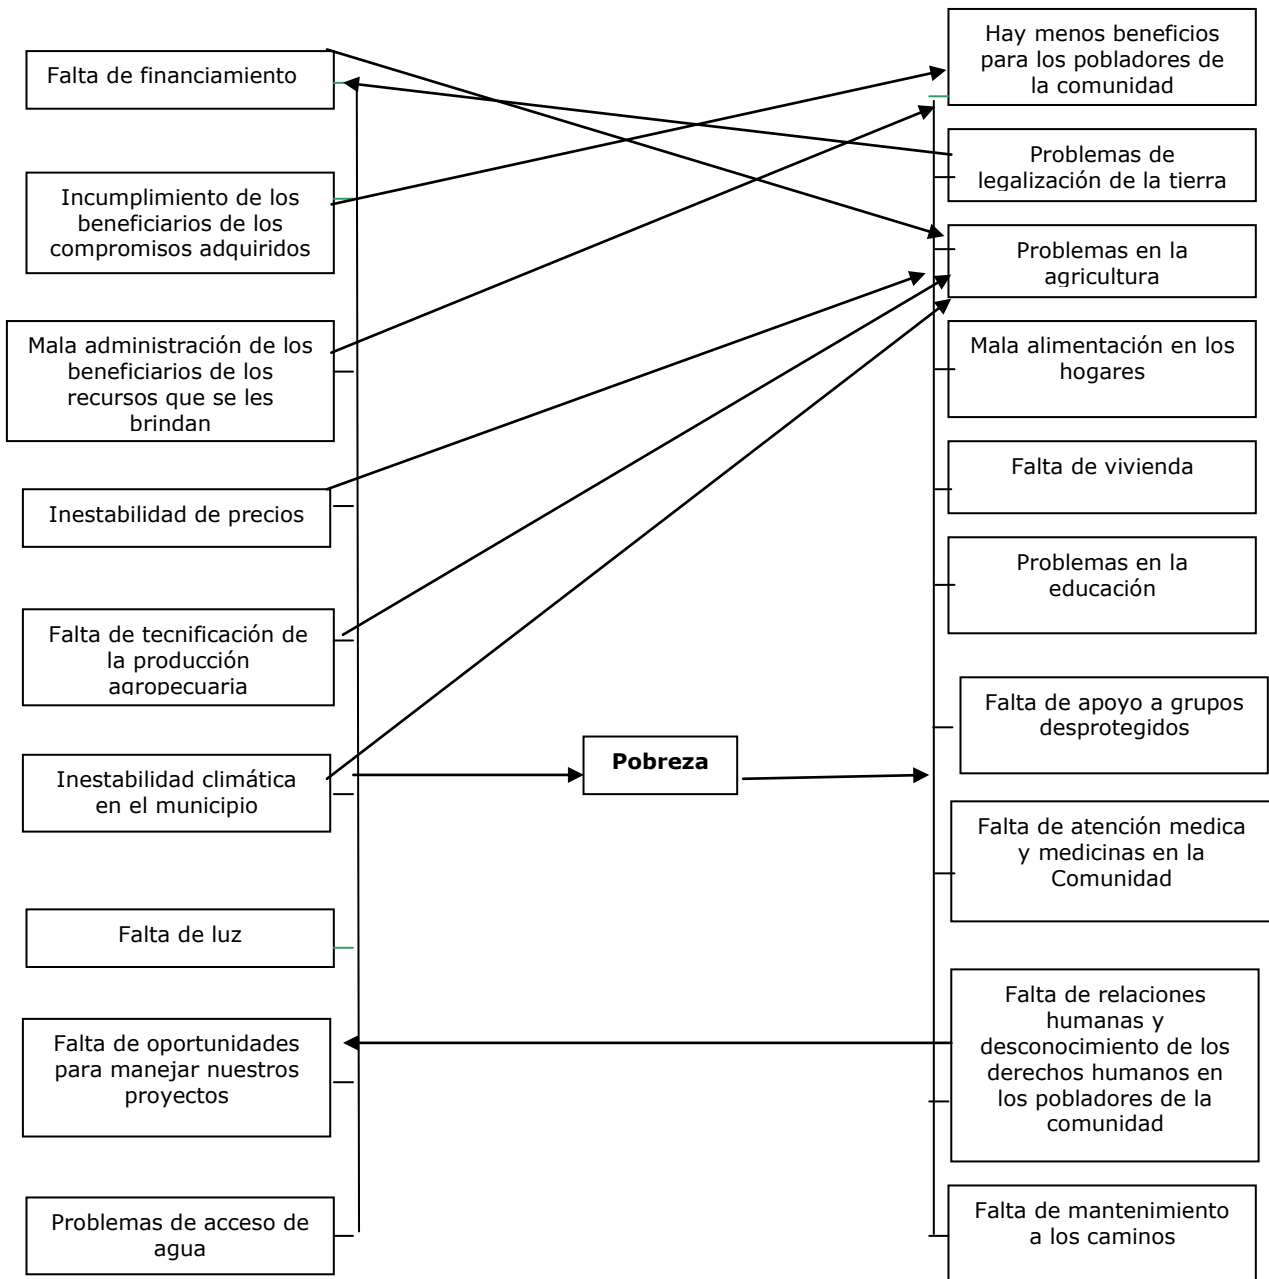 Falta de financiamiento
Incumplimiento de los
beneficiarios de los
compromisos adquiridos
Mala administración de los
beneficiarios de los
recursos que se les
brindan
Inestabilidad de precios
Falta de tecnificación de
la producción
agropecuaria
Inestabilidad climática
en el municipio
Falta de luz
Falta de oportunidades
para manejar nuestros
proyectos
Problemas de acceso de
agua
Pobreza
Hay menos beneficios
para los pobladores de
la comunidad
Problemas de
legalización de la tierra
Problemas en la
agricultura
Mala alimentación en los
hogares
Falta de vivienda
Problemas en la
educación
Falta de apoyo a grupos
desprotegidos
Falta de atención medica
y medicinas en la
Comunidad
Falta de relaciones
humanas y
desconocimiento de los
derechos humanos en
los pobladores de la
comunidad
Falta de mantenimiento
a los caminos